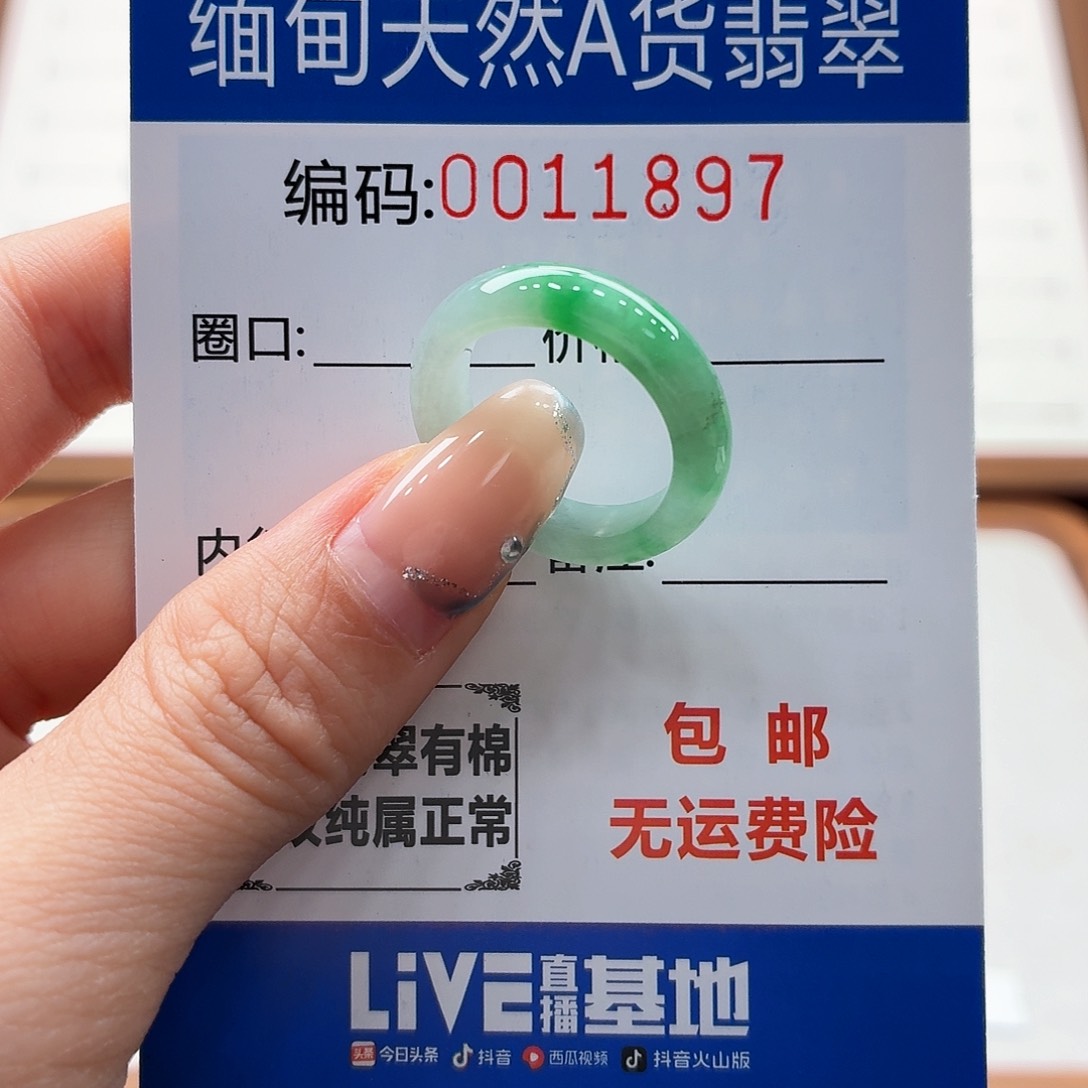 缅甸天然A货翡翠
编码:0011897
圈口:
翠有棉
纯属正常
包邮
无运费险
LiVE直播基地
头条 今日头条 抖音 西瓜视频 抖音火山版